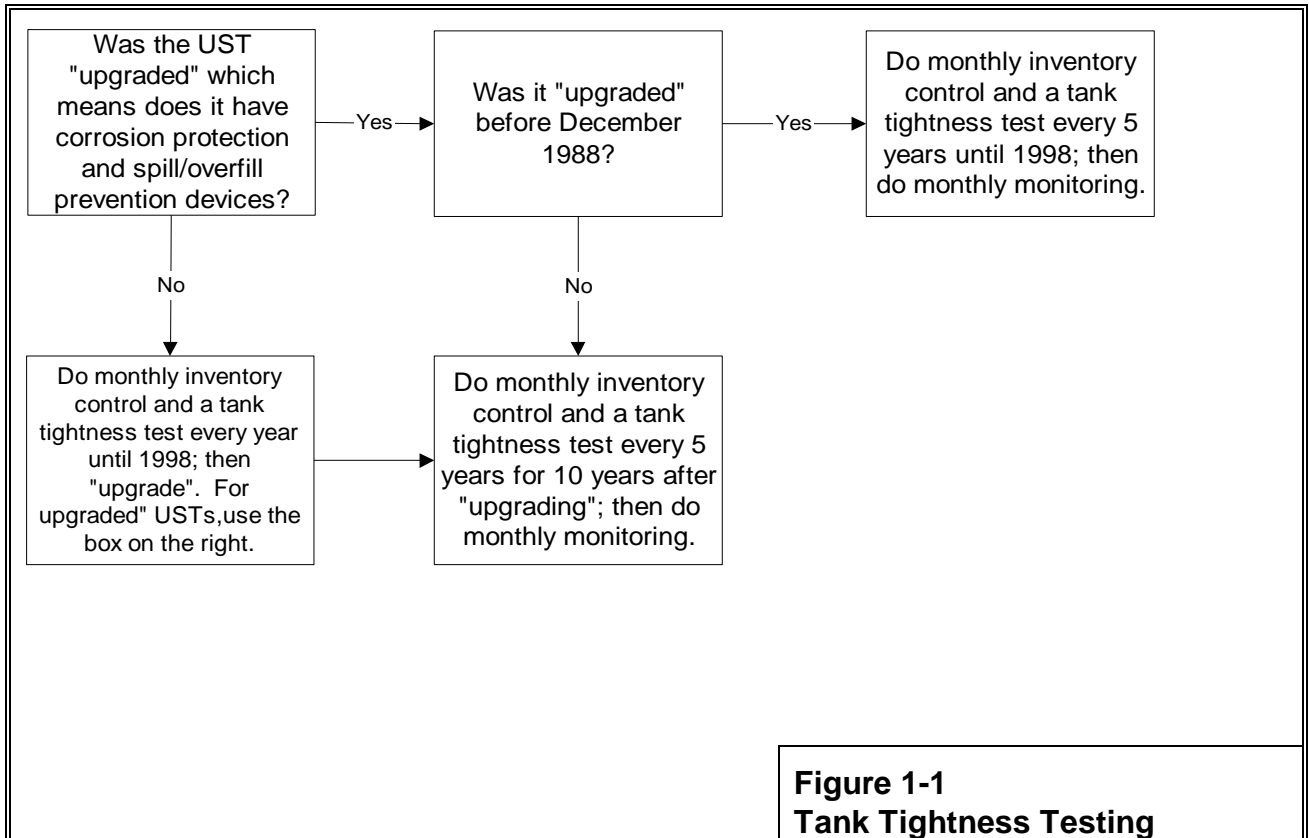 Was the UST
"upgraded" which
means does it have
corrosion protection
and spill/overfill
prevention devices?
Yes
Was it "upgraded"
before December
1988?
Yes
Do monthly inventory
control and a tank
tightness test every 5
years until 1998; then
do monthly monitoring.
No
No
Do monthly inventory
control and a tank
tightness test every year
until 1998; then
"upgrade". For
upgraded" USTs,use the
box on the right.
Do monthly inventory
control and a tank
tightness test every 5
years for 10 years after
"upgrading"; then do
monthly monitoring.
Figure 1-1
Tank Tightness Testing